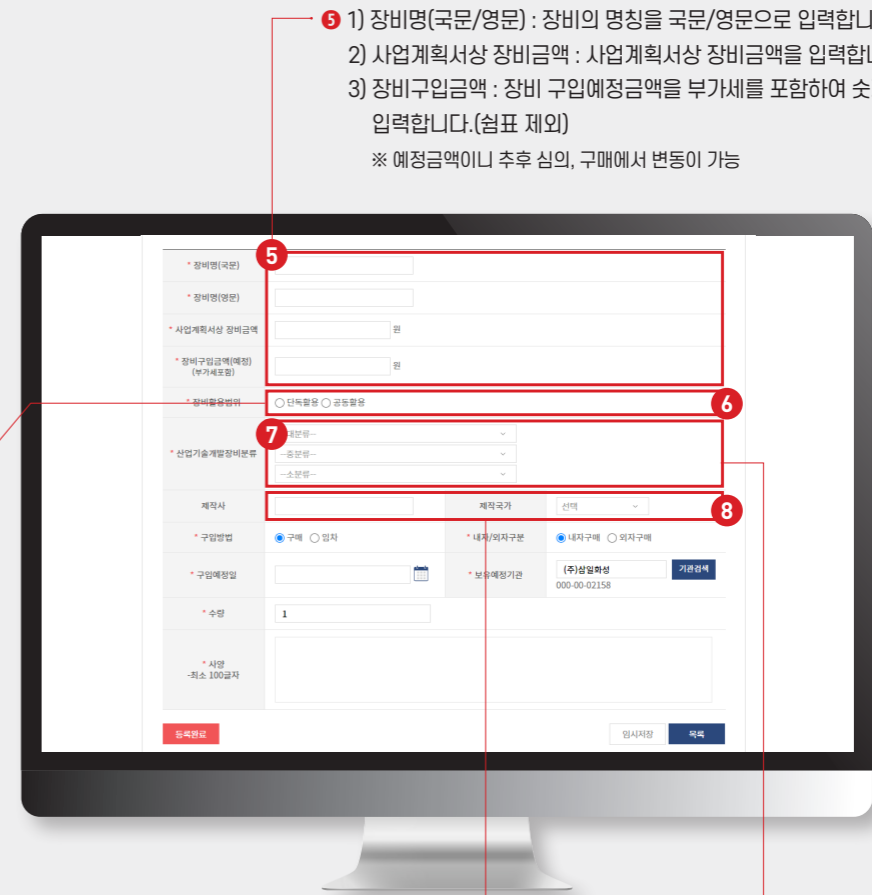 5 1) 장비명(국문/영문) : 장비의 명칭을 국문/영문으로 입력합니
2) 사업계획서상 장비금액 : 사업계획서상 장비금액을 입력합니
3) 장비구입금액 : 장비 구입예정금액을 부가세를 포함하여 숫
입력합니다.(쉼표 제외)
※ 예정금액이니 추후 심의, 구매에서 변동이 가능
5
* 장비명(국문)
* 장비명(영문)
* 사업계획서상 장비금액 원
* 장비구입금액(예정) 원
(부가세포함)
* 장비활용범위 단독활용 공동활용 6
7
* 산업기술개발장비분류 대분류--
--중분류--
--소분류--
제작사 제작국가 선택 8
* 구입방법 구매 임차 * 내자/외자구분 내자구매 외자구매
* 구입예정일 * 보유예정기관 (주)삼일화성 기관검색
000-00-02158
* 수량 1
* 사양
-최소 100글자
등록완료 임시저장 목록